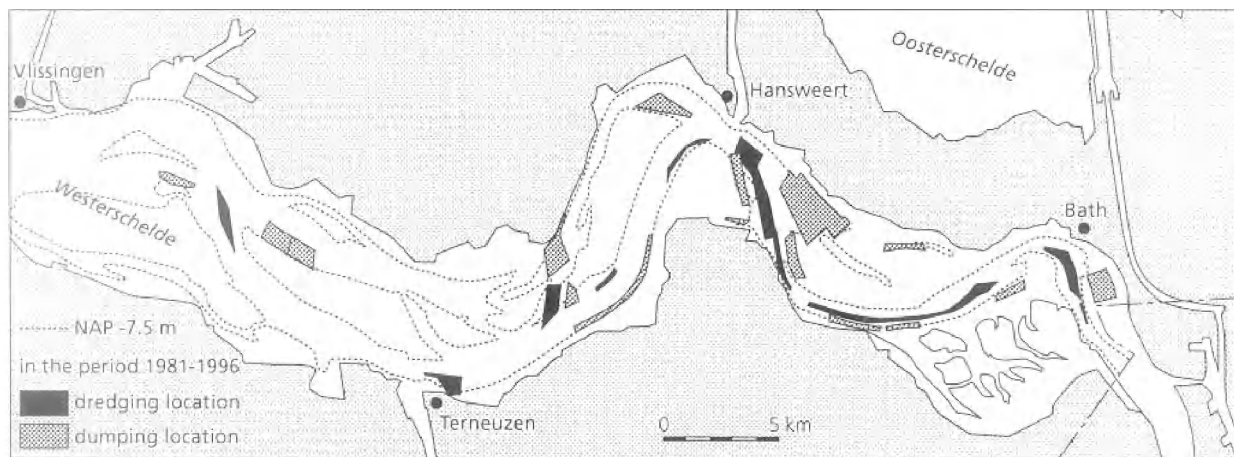 Vlissingen
Oosterschelde
Hansweert
Westerschelde
Bath
NAP -7.5 m
in the period 1981-1996
dredging location
dumping location
Terneuzen
0 5 km